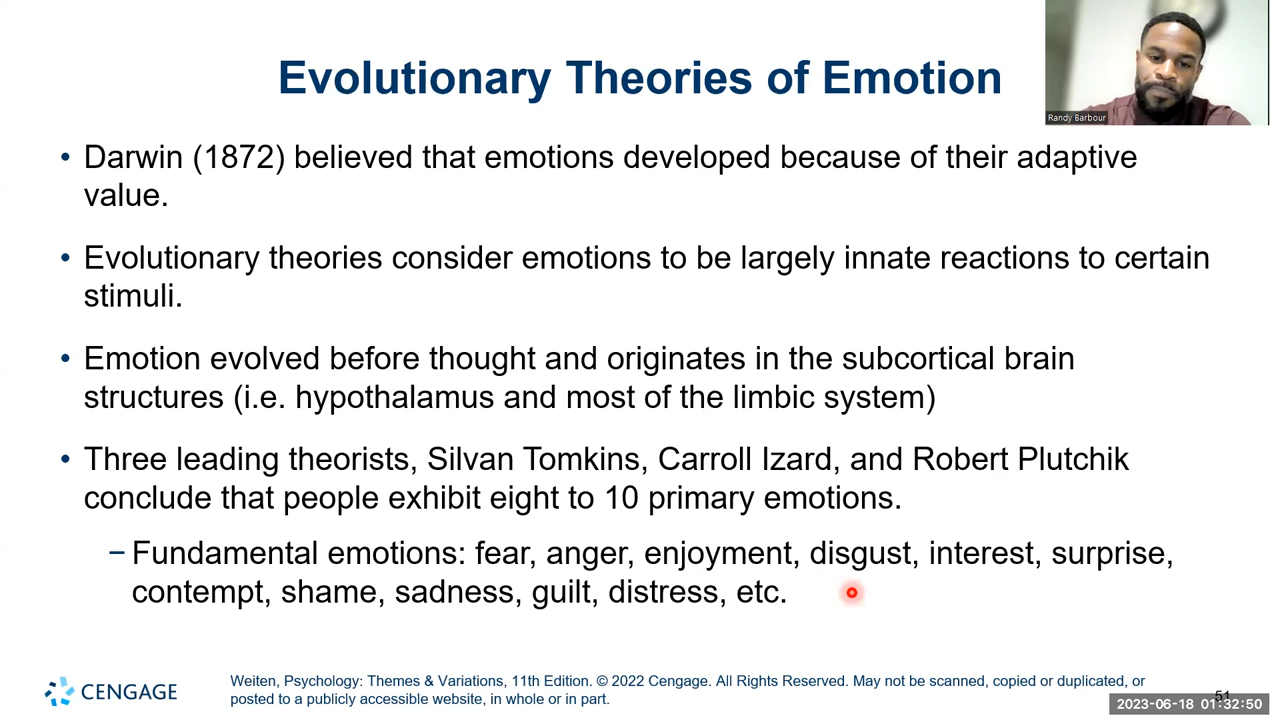 Evolutionary Theories of Emotion
Randy Barbour
• Darwin (1872) believed that emotions developed because of their adaptive
value.
• Evolutionary theories consider emotions to be largely innate reactions to certain
stimuli.
• Emotion evolved before thought and originates in the subcortical brain
structures (i.e. hypothalamus and most of the limbic system)
• Three leading theorists, Silvan Tomkins, Carroll Izard, and Robert Plutchik
conclude that people exhibit eight to 10 primary emotions.
– Fundamental emotions: fear, anger, enjoyment, disgust, interest, surprise,
contempt, shame, sadness, guilt, distress, etc.
CENGAGE
Weiten, Psychology: Themes & Variations, 11th Edition. © 2022 Cengage. All Rights Reserved. May not be scanned, copied or duplicated, or
posted to a publicly accessible website, in whole or in part.
51
2023-06-18 01:32:50